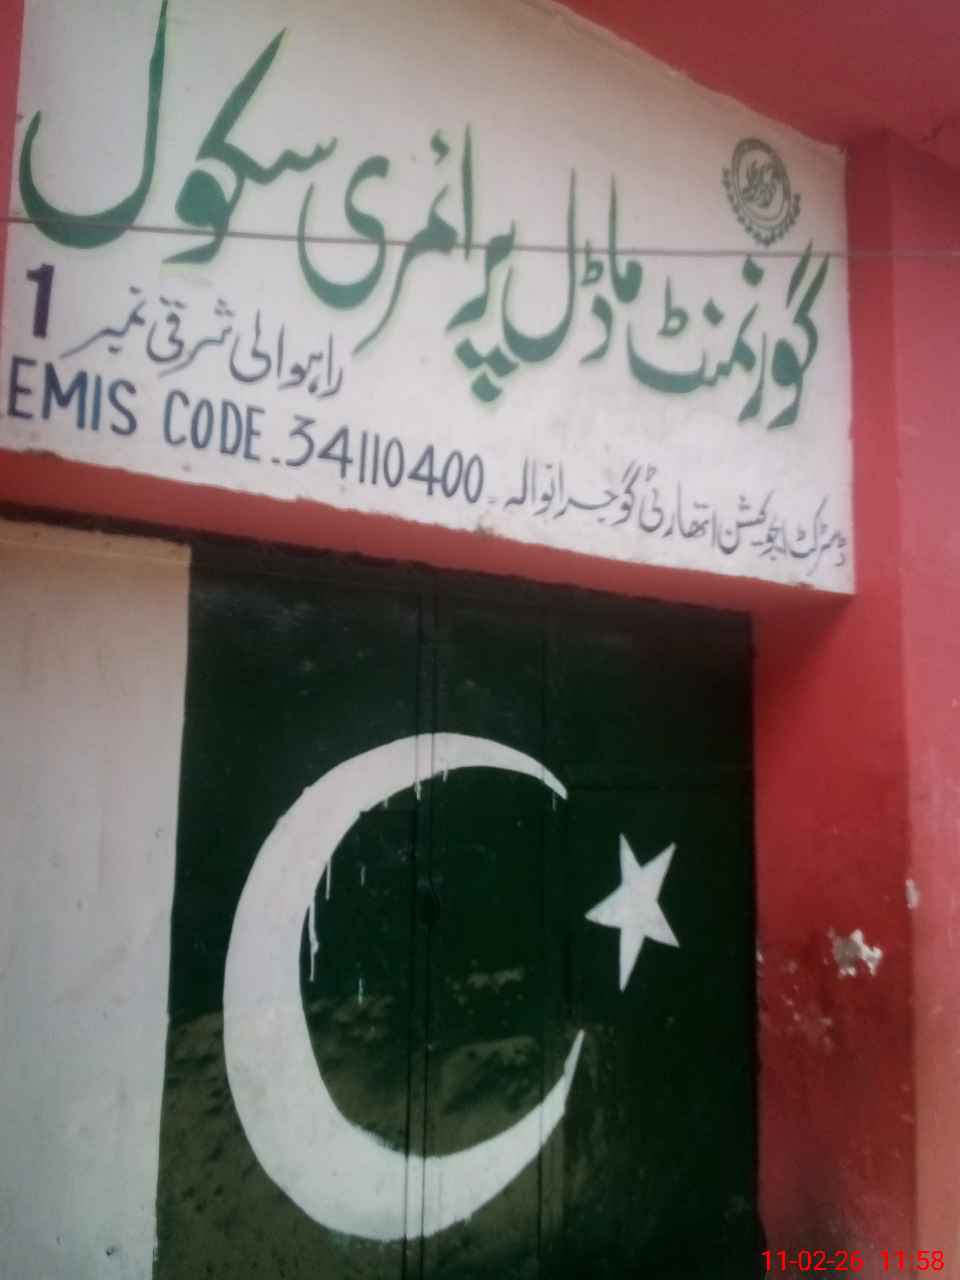 گورنمنٹ ماڈل پرائمری سکول
راہوالی شرقی نمبر 1
EMIS CODE. 34110400
ڈسٹرکٹ ایجوکیشن اتھارٹی گوجرانوالہ
11-02-26 11:58